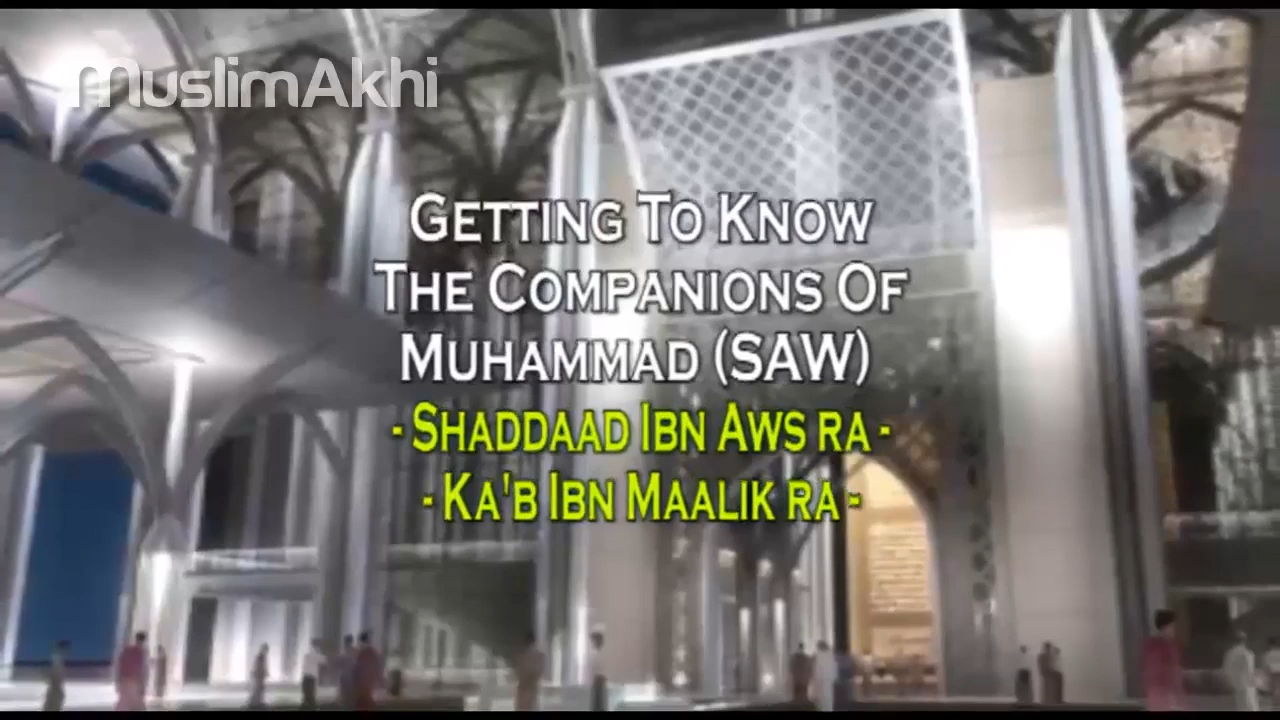 MuslimAkhi
Getting To Know
The Companions Of
Muhammad (SAW)
- Shaddaad Ibn Aws ra -
- Ka'b Ibn Maalik ra -